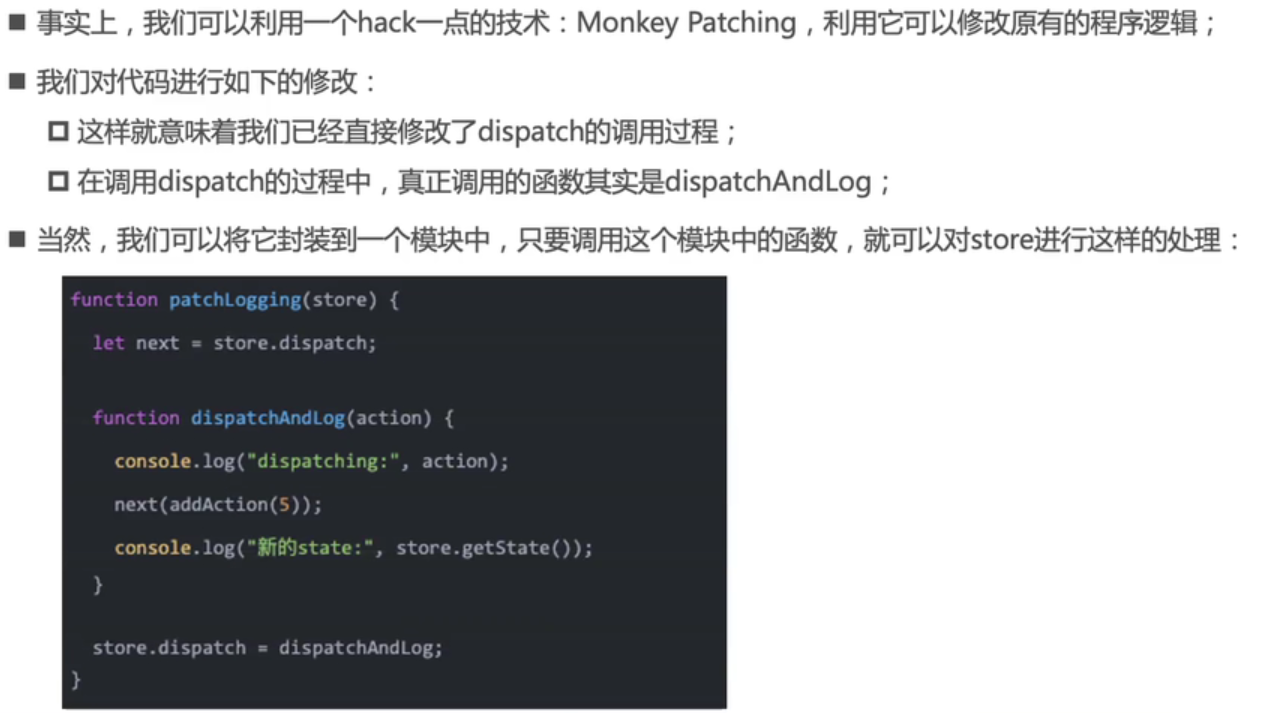 事实上，我们可以利用一个hack一点的技术：Monkey Patching，利用它可以修改原有的程序逻辑；
我们对代码进行如下的修改：
这样就意味着我们已经直接修改了dispatch的调用过程；
在调用dispatch的过程中，真正调用的函数其实是dispatchAndLog；
当然，我们可以将它封装到一个模块中，只要调用这个模块中的函数，就可以对store进行这样的处理：
function patchLogging(store) {
let next = store.dispatch;
function dispatchAndLog(action) {
console.log("dispatching:", action);
next(addAction(5));
console.log("新的state:", store.getState());
}
store.dispatch = dispatchAndLog;
}